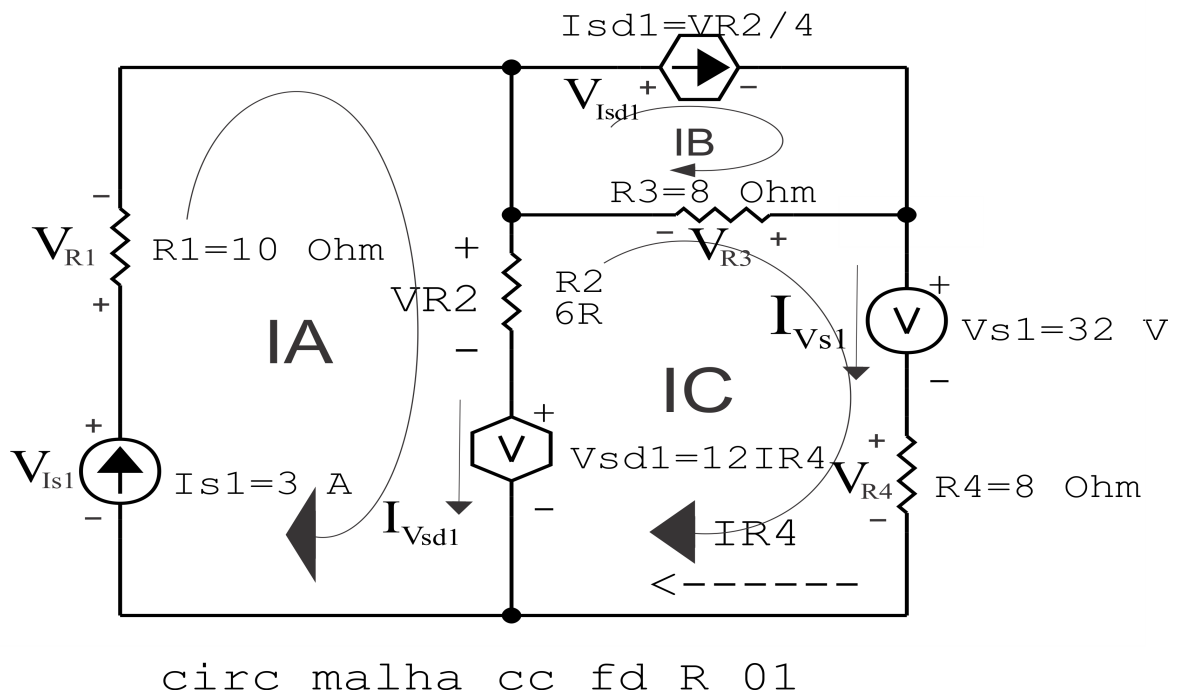 Isd1=VR2/4
+ −
VIsd1
IB
R3=8 Ohm
− +
VR3
−
VR1
R1=10 Ohm
+
+
VR2
−
R2
6R
IA
IVs1
+
Vs1=32 V
V
−
IC
+
VIs1
Is1=3 A
−
+
V
Vsd1=12IR4
−
IVsd1
+
VR4
R4=8 Ohm
−
IR4
circ malha cc fd R 01